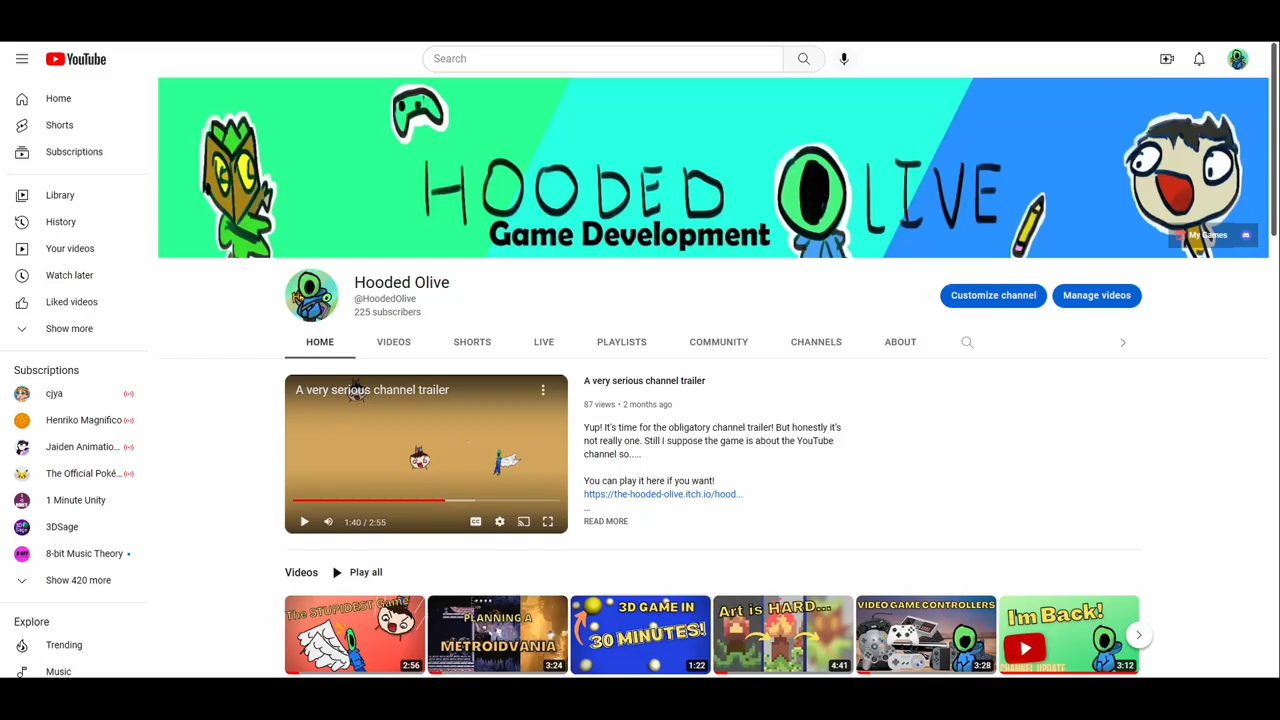 YouTube
Search
Home
Shorts
Subscriptions
Library
History
Your videos
Watch later
Liked videos
Show more
Subscriptions
cjya
Henriko Magnifico
Jaiden Animatio...
The Official Poké...
1 Minute Unity
3DSage
8-bit Music Theory
Show 420 more
Explore
Trending
Music
HOODED OLIVE
Game Development
My Games
Hooded Olive
@HoodedOlive
225 subscribers
Customize channel
Manage videos
HOME VIDEOS SHORTS LIVE PLAYLISTS COMMUNITY CHANNELS ABOUT
A very serious channel trailer
1:40 / 2:55
A very serious channel trailer
87 views • 2 months ago
Yup! It's time for the obligatory channel trailer! But honestly it's
not really one. Still I suppose the game is about the YouTube
channel so.....
You can play it here if you want!
https://the-hooded-olive.itch.io/hood...
...
READ MORE
Videos Play all
The STUPIDEST Game
2:56
PLANNING A
METROIDVANIA
3:24
3D GAME IN
30 MINUTES!
1:22
Art is HARD...
4:41
VIDEO GAME CONTROLLERS
3:28
I'm Back!
CHANNEL UPDATE
3:12